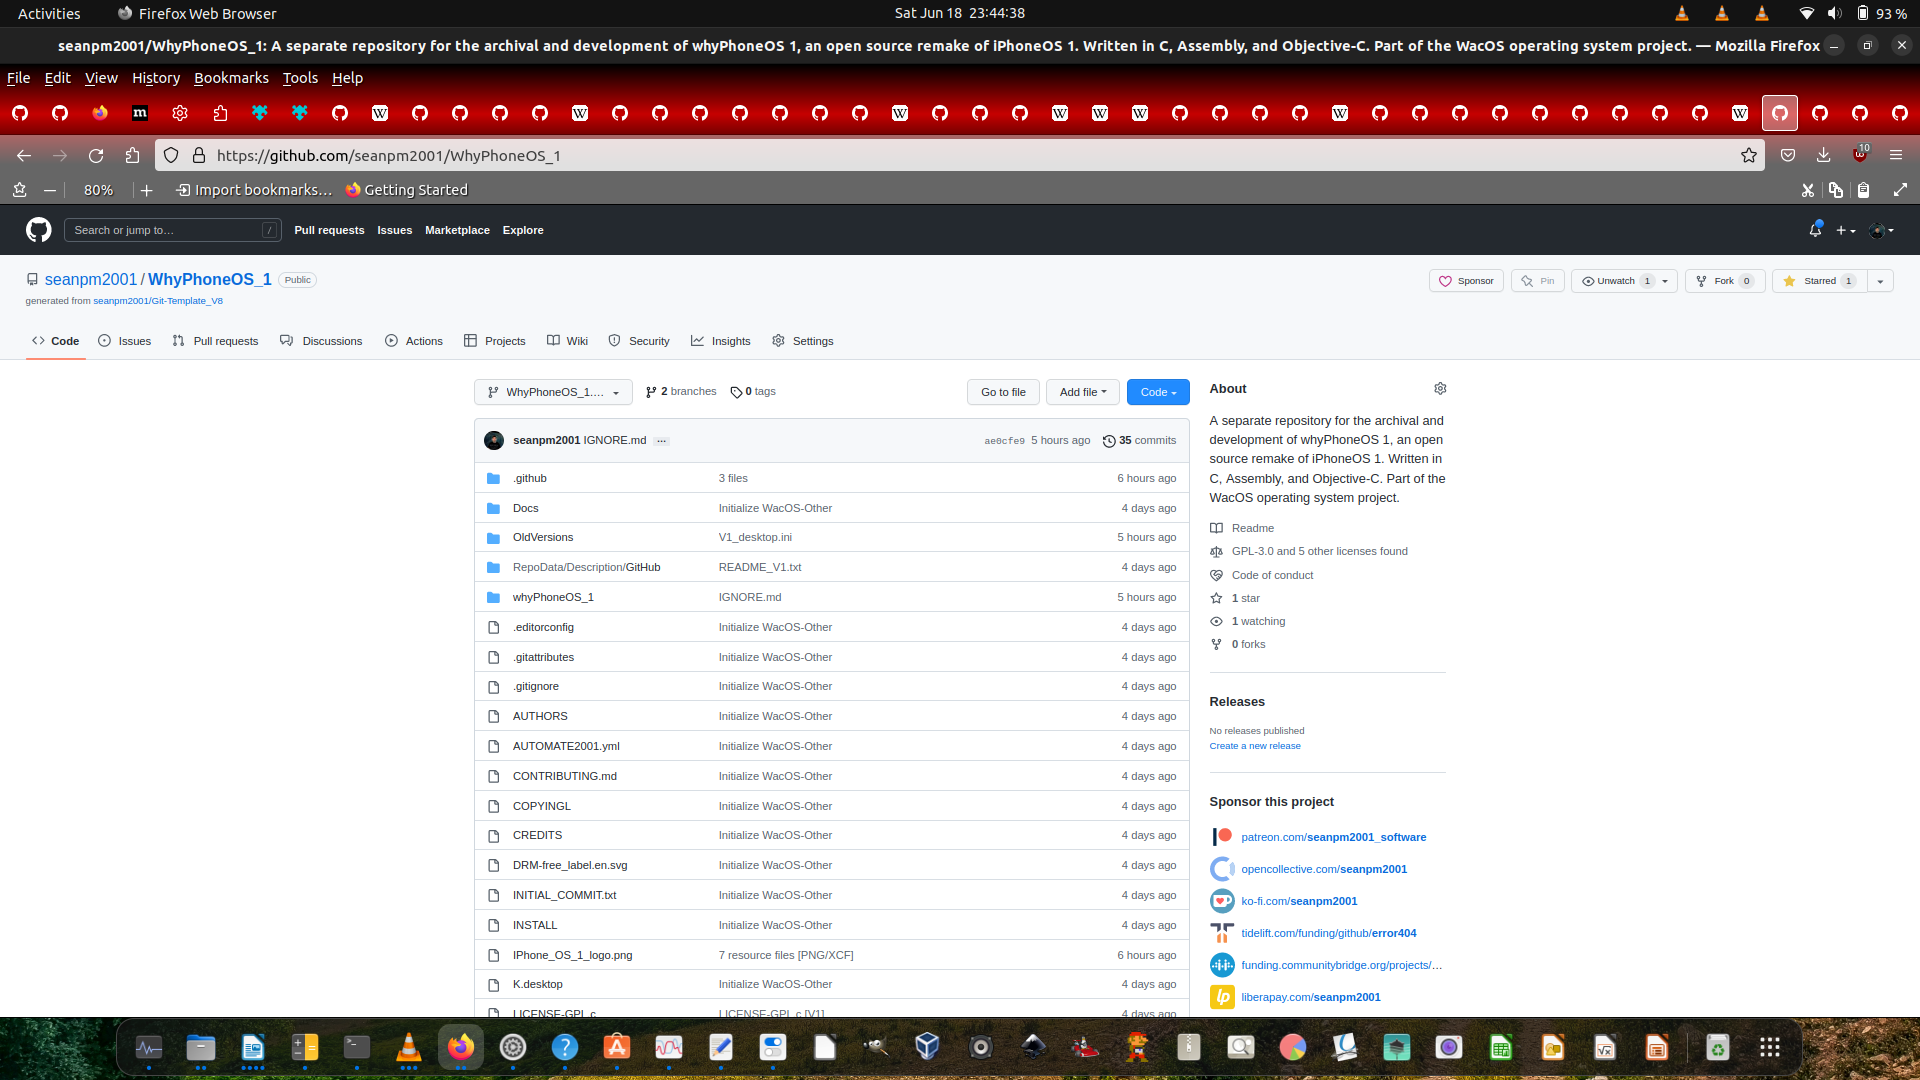 Activities
Firefox Web Browser
Sat Jun 18  23:44:38
93 %
seanpm2001/WhyPhoneOS_1: A separate repository for the archival and development of whyPhoneOS 1, an open source remake of iPhoneOS 1. Written in C, Assembly, and Objective-C. Part of the WacOS operating system project. — Mozilla Firefox
File Edit View History Bookmarks Tools Help
https://github.com/seanpm2001/WhyPhoneOS_1
10
80%
Import bookmarks…
Getting Started
Search or jump to…
/
Pull requests
Issues
Marketplace
Explore
seanpm2001 / WhyPhoneOS_1
Public
generated from seanpm2001/Git-Template_V8
Sponsor
Pin
Unwatch 1
Fork 0
Starred 1
Code
Issues
Pull requests
Discussions
Actions
Projects
Wiki
Security
Insights
Settings
WhyPhoneOS_1....
2 branches
0 tags
Go to file
Add file
Code
seanpm2001 IGNORE.md
...
ae0cfe9 5 hours ago
35 commits
.github
3 files
6 hours ago
Docs
Initialize WacOS-Other
4 days ago
OldVersions
V1_desktop.ini
5 hours ago
RepoData/Description/GitHub
README_V1.txt
4 days ago
whyPhoneOS_1
IGNORE.md
5 hours ago
.editorconfig
Initialize WacOS-Other
4 days ago
.gitattributes
Initialize WacOS-Other
4 days ago
.gitignore
Initialize WacOS-Other
4 days ago
AUTHORS
Initialize WacOS-Other
4 days ago
AUTOMATE2001.yml
Initialize WacOS-Other
4 days ago
CONTRIBUTING.md
Initialize WacOS-Other
4 days ago
COPYINGL
Initialize WacOS-Other
4 days ago
CREDITS
Initialize WacOS-Other
4 days ago
DRM-free_label.en.svg
Initialize WacOS-Other
4 days ago
INITIAL_COMMIT.txt
Initialize WacOS-Other
4 days ago
INSTALL
Initialize WacOS-Other
4 days ago
IPhone_OS_1_logo.png
7 resource files [PNG/XCF]
6 hours ago
K.desktop
Initialize WacOS-Other
4 days ago
LICENSE-GPL.c
LICENSE-GPL.c [V1]
4 days ago
About
A separate repository for the archival and
development of whyPhoneOS 1, an open
source remake of iPhoneOS 1. Written in
C, Assembly, and Objective-C. Part of the
WacOS operating system project.
Readme
GPL-3.0 and 5 other licenses found
Code of conduct
1 star
1 watching
0 forks
Releases
No releases published
Create a new release
Sponsor this project
patreon.com/seanpm2001_software
opencollective.com/seanpm2001
ko-fi.com/seanpm2001
tidelift.com/funding/github/error404
funding.communitybridge.org/projects/…
liberapay.com/seanpm2001